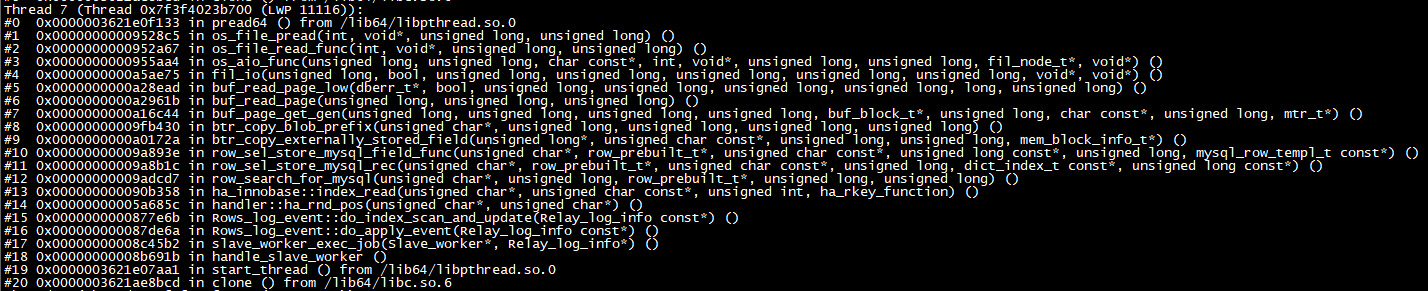 Thread 7 (Thread 0x7f3f4023b700 (LWP 11116)):
#0 0x0000003621e0f133 in pread64 () from /lib64/libpthread.so.0
#1 0x00000000009528c5 in os_file_pread(int, void*, unsigned long, unsigned long) ()
#2 0x0000000000952a67 in os_file_read_func(int, void*, unsigned long, unsigned long) ()
#3 0x0000000000955aa4 in os_aio_func(unsigned long, unsigned long, char const*, int, void*, unsigned long, unsigned long, fil_node_t*, void*) ()
#4 0x0000000000a5ae75 in fil_io(unsigned long, bool, unsigned long, unsigned long, unsigned long, unsigned long, unsigned long, void*, void*) ()
#5 0x0000000000a28ead in buf_read_page_low(dberr_t*, bool, unsigned long, unsigned long, unsigned long, unsigned long, long, unsigned long) ()
#6 0x0000000000a2961b in buf_read_page(unsigned long, unsigned long, unsigned long) ()
#7 0x0000000000a16c44 in buf_page_get_gen(unsigned long, unsigned long, unsigned long, unsigned long, buf_block_t*, unsigned long, char const*, unsigned long, mtr_t*) ()
#8 0x00000000009fb430 in btr_copy_blob_prefix(unsigned char*, unsigned long, unsigned long, unsigned long, unsigned long) ()
#9 0x0000000000a0172a in btr_copy_externally_stored_field(unsigned long*, unsigned char const*, unsigned long, unsigned long, mem_block_info_t*) ()
#10 0x00000000009a893e in row_sel_store_mysql_field_func(unsigned char*, row_prebuilt_t*, unsigned char const*, unsigned long const*, unsigned long, mysql_row_templ_t const*) ()
#11 0x00000000009a8b1c in row_sel_store_mysql_rec(unsigned char*, row_prebuilt_t*, unsigned char const*, unsigned long, dict_index_t const*, unsigned long const*) ()
#12 0x00000000009adcd7 in row_search_for_mysql(unsigned char*, unsigned long, row_prebuilt_t*, unsigned long, unsigned long) ()
#13 0x000000000090b358 in ha_innobase::index_read(unsigned char*, unsigned char const*, unsigned int, ha_rkey_function) ()
#14 0x00000000005a685c in handler::ha_rnd_pos(unsigned char*, unsigned char*) ()
#15 0x0000000000877e6b in Rows_log_event::do_index_scan_and_update(Relay_log_info const*) ()
#16 0x000000000087de6a in Rows_log_event::do_apply_event(Relay_log_info const*) ()
#17 0x00000000008c45b2 in slave_worker_exec_job(Slave_worker*, Relay_log_info*) ()
#18 0x00000000008b691b in handle_slave_worker ()
#19 0x0000003621e07aa1 in start_thread () from /lib64/libpthread.so.0
#20 0x0000003621ae8bcd in clone () from /lib64/libc.so.6